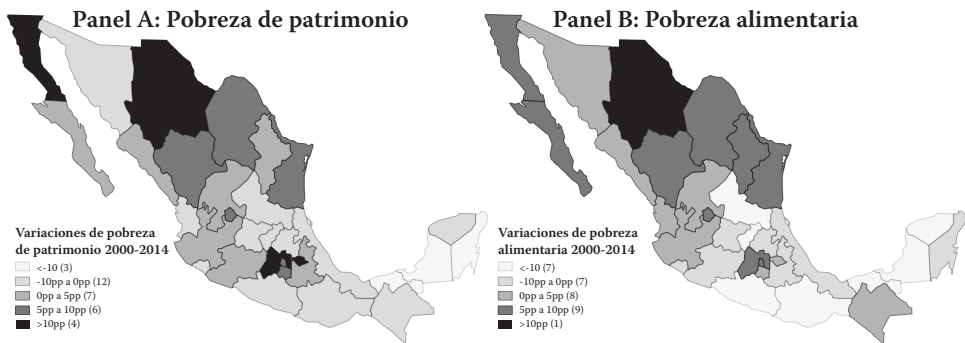 Panel A: Pobreza de patrimonio
Variaciones de pobreza
de patrimonio 2000-2014
<-10 (3)
-10pp a 0pp (12)
0pp a 5pp (7)
5pp a 10pp (6)
>10pp (4)
Panel B: Pobreza alimentaria
Variaciones de pobreza
alimentaria 2000-2014
<-10 (7)
-10pp a 0pp (7)
0pp a 5pp (8)
5pp a 10pp (9)
>10pp (1)